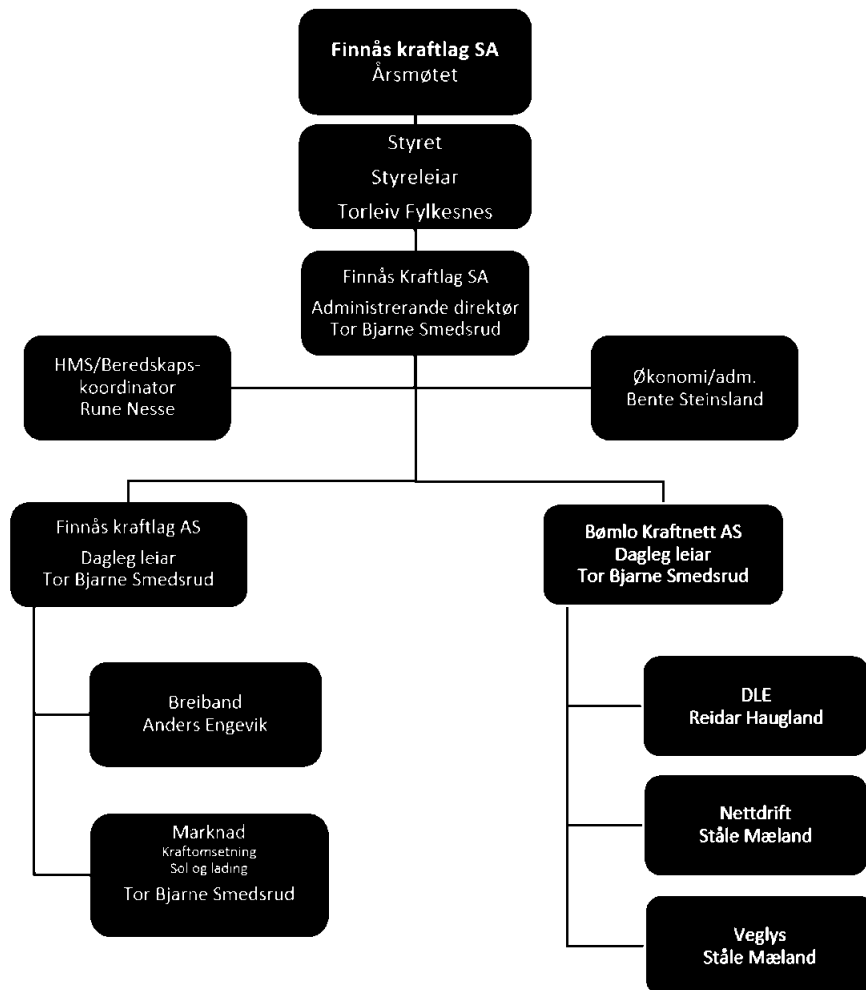 Finnås kraftlag SA
Årsmøtet
Styret
Styreleiar
Torleiv Fylkesnes
Finnås Kraftlag SA
Administrerande direktør
Tor Bjarne Smedsrud
HMS/Beredskaps-
koordinator
Rune Nesse
Økonomi/adm.
Bente Steinsland
Finnås kraftlag AS
Dagleg leiar
Tor Bjarne Smedsrud
Bømlo Kraftnett AS
Dagleg leiar
Tor Bjarne Smedsrud
Breiband
Anders Engevik
DLE
Reidar Haugland
Nettdrift
Ståle Mæland
Marknad
Kraftomsetning
Sol og lading
Tor Bjarne Smedsrud
Veglys
Ståle Mæland